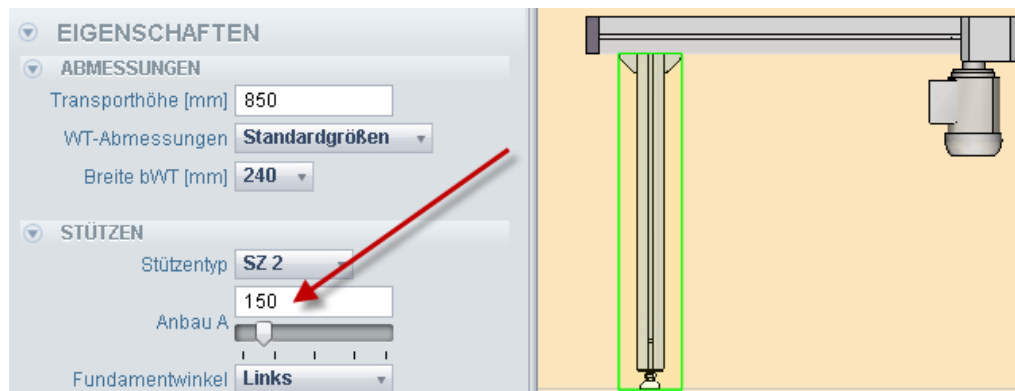 EIGENSCHAFTEN
ABMESSUNGEN
Transporthöhe [mm] 850
WT-Abmessungen Standardgrößen
Breite bWT [mm] 240
STÜTZEN
Stützentyp SZ 2
150
Anbau A
Fundamentwinkel Links